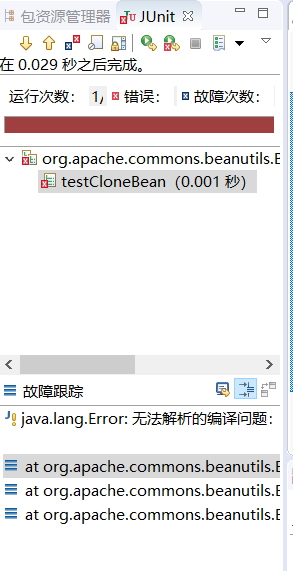 包资源管理器 JUnit
在 0.029 秒之后完成。
运行次数： 1/ 错误： 故障次数：
org.apache.commons.beanutils.B
testCloneBean（0.001 秒）
故障跟踪
java.lang.Error: 无法解析的编译问题：
at org.apache.commons.beanutils.B
at org.apache.commons.beanutils.B
at org.apache.commons.beanutils.B